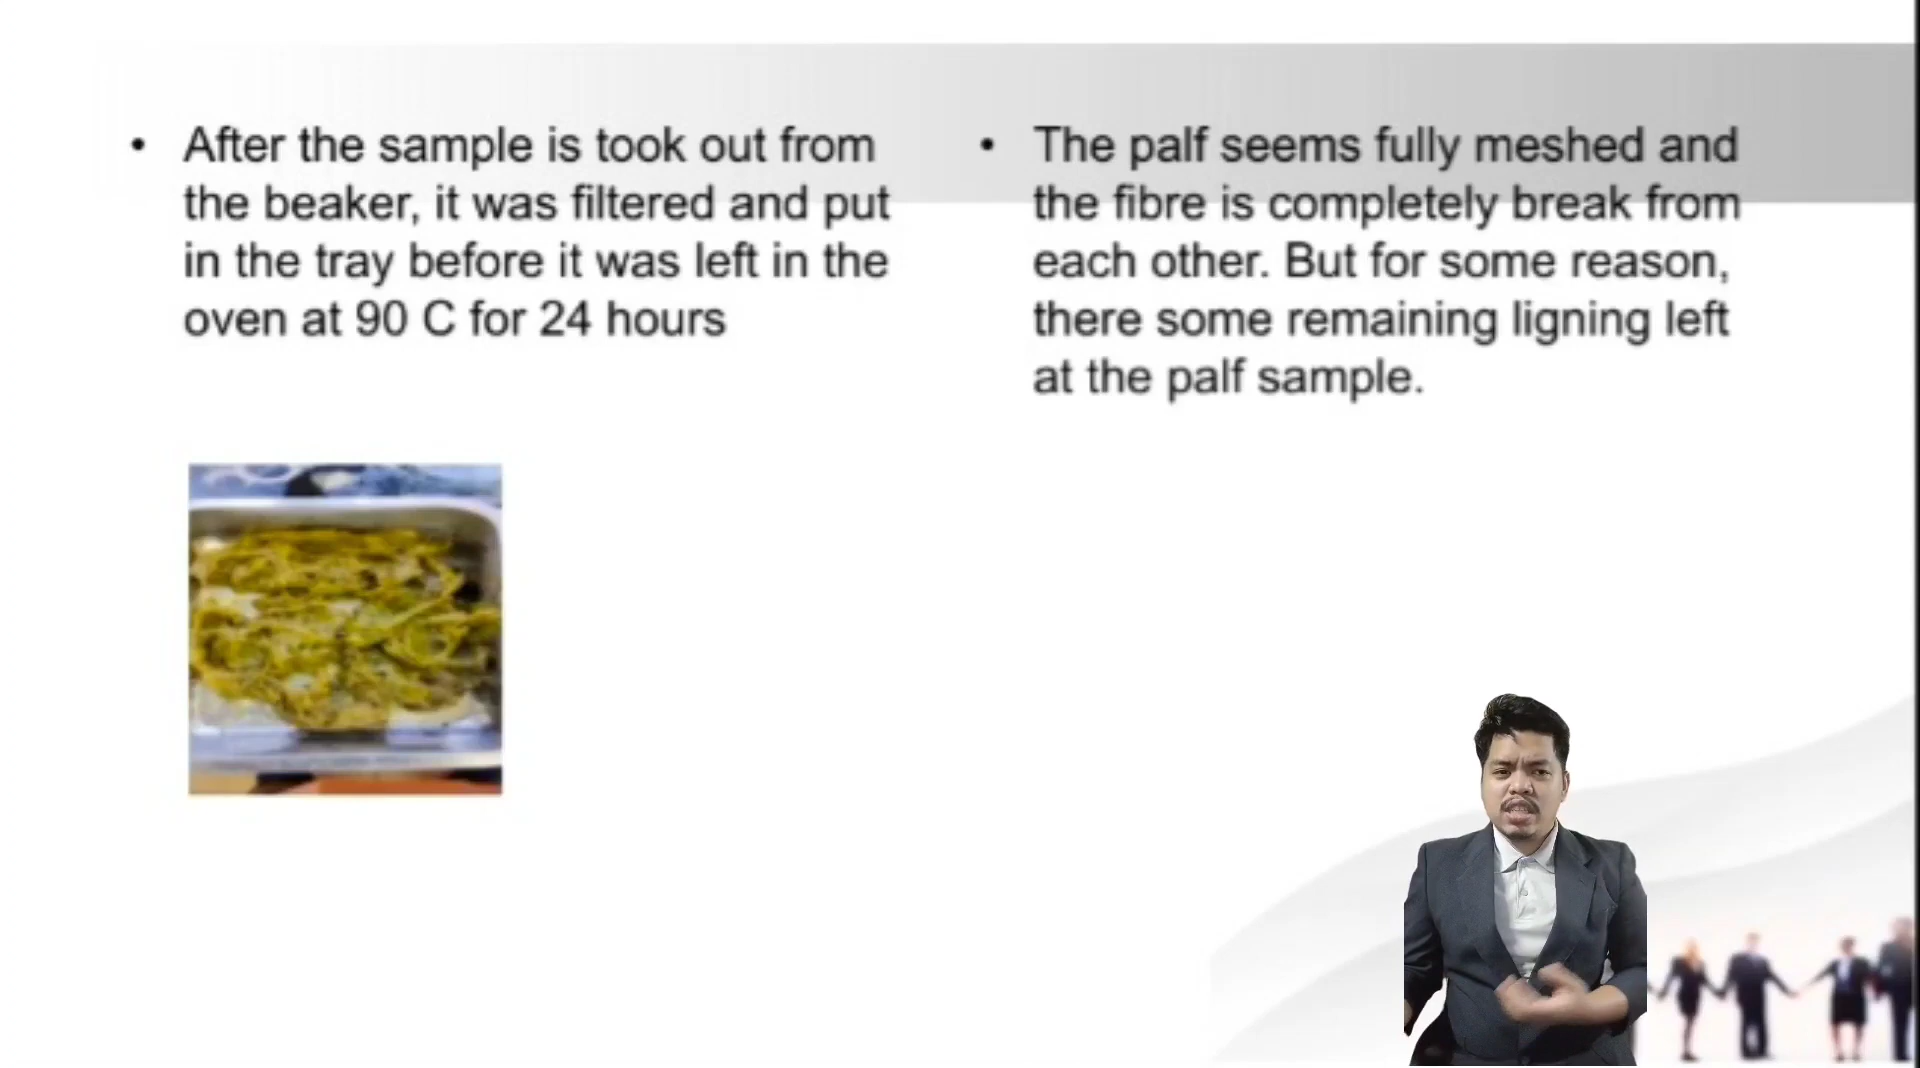 • After the sample is took out from
the beaker, it was filtered and put
in the tray before it was left in the
oven at 90 C for 24 hours
• The palf seems fully meshed and
the fibre is completely break from
each other. But for some reason,
there some remaining ligning left
at the palf sample.